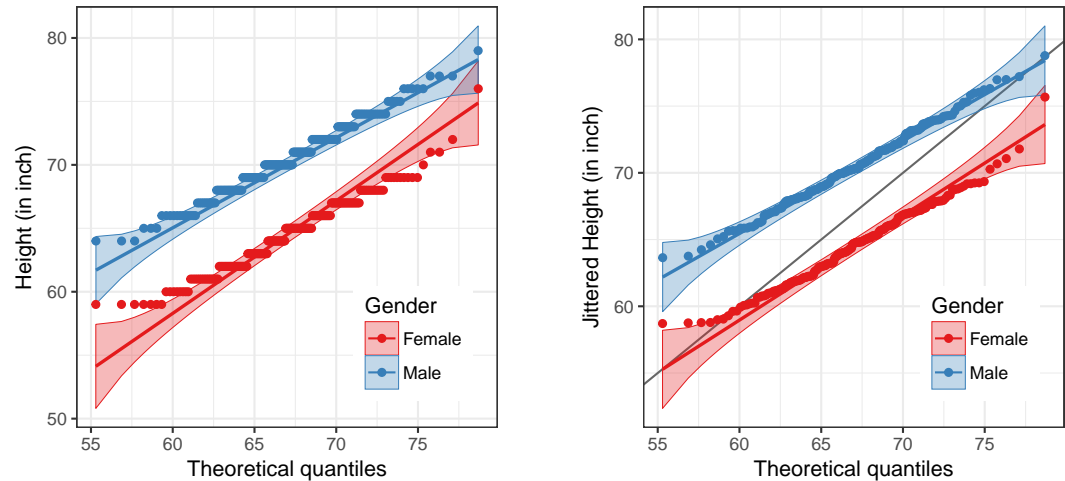 80
70
60
50
Height (in inch)
55 60 65 70 75
Theoretical quantiles
Gender
Female
Male
80
70
60
Jittered Height (in inch)
55 60 65 70 75
Theoretical quantiles
Gender
Female
Male